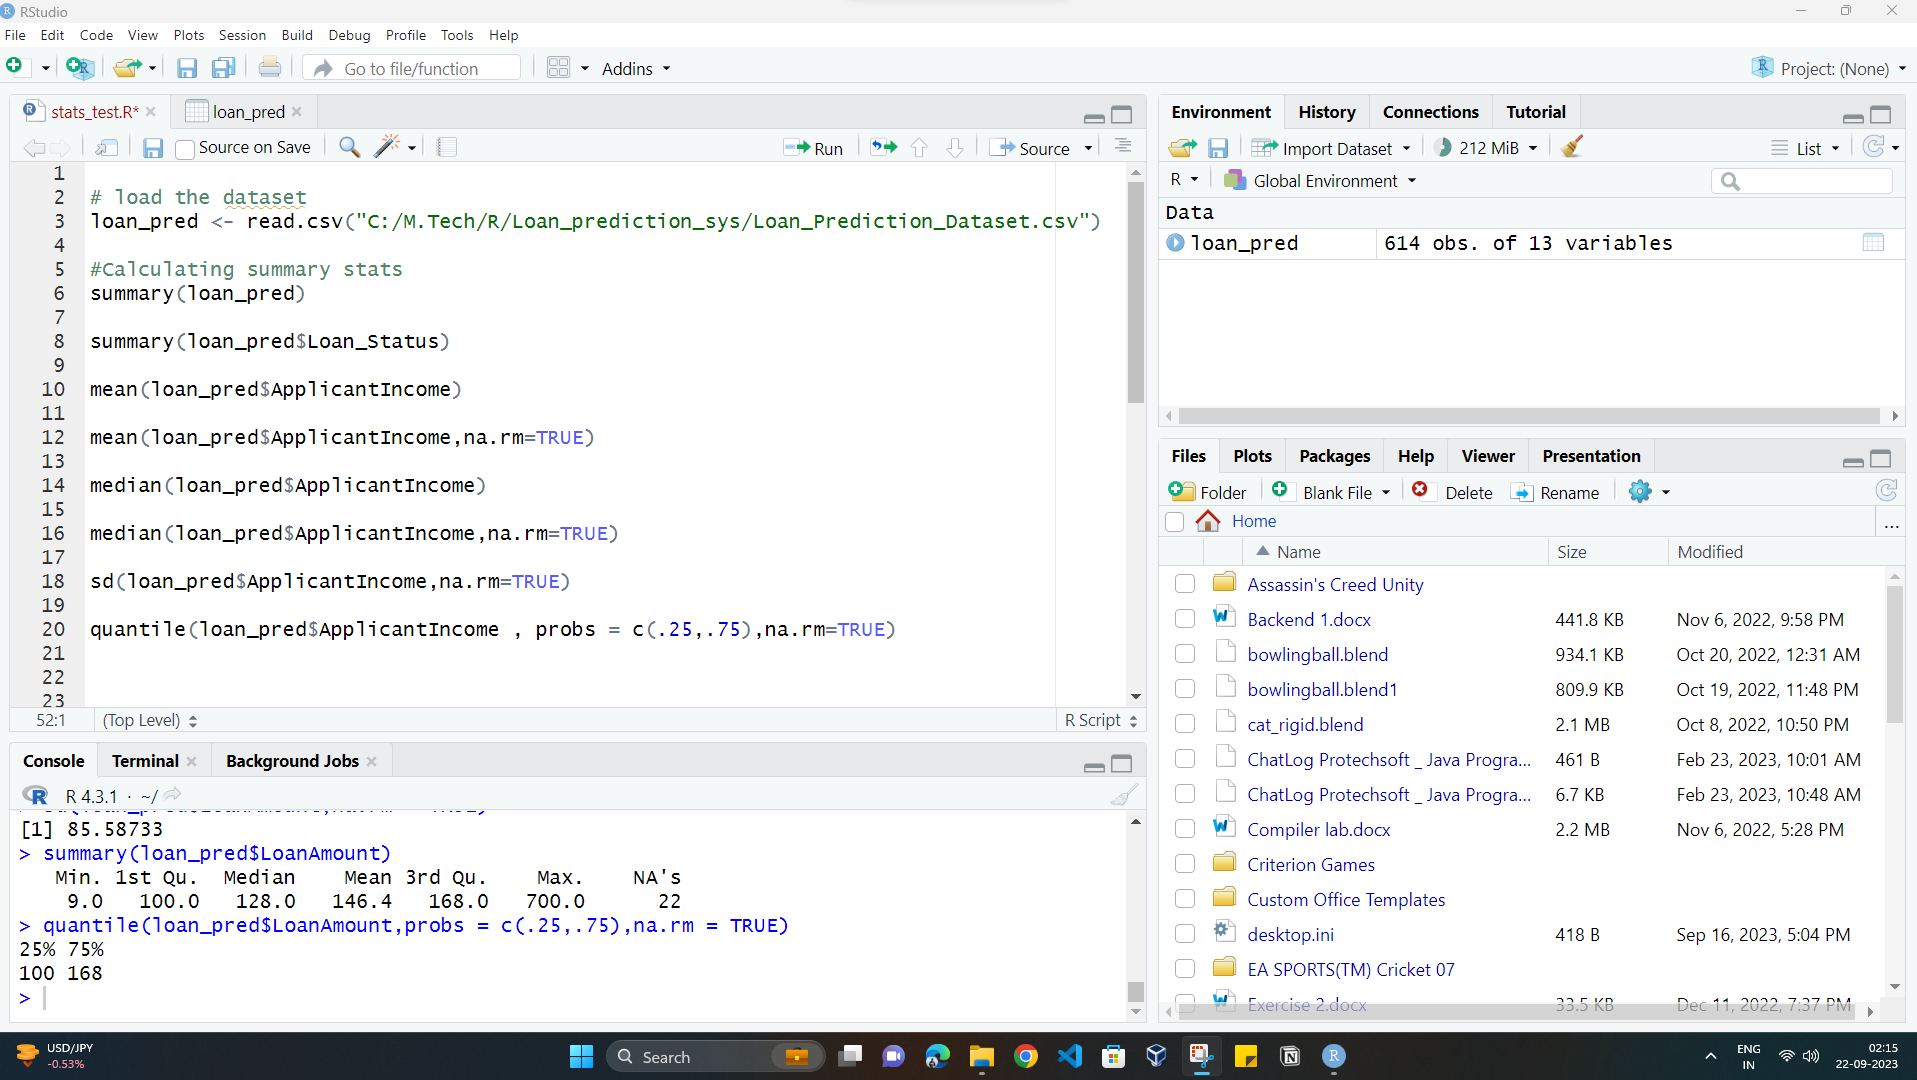 RStudio
File Edit Code View Plots Session Build Debug Profile Tools Help
Go to file/function Addins Project: (None)
stats_test.R* loan_pred
Source on Save Run Source
1
2 # load the dataset
3 loan_pred <- read.csv("C:/M.Tech/R/Loan_prediction_sys/Loan_Prediction_Dataset.csv")
4
5 #Calculating summary stats
6 summary(loan_pred)
7
8 summary(loan_pred$Loan_Status)
9
10 mean(loan_pred$ApplicantIncome)
11
12 mean(loan_pred$ApplicantIncome,na.rm=TRUE)
13
14 median(loan_pred$ApplicantIncome)
15
16 median(loan_pred$ApplicantIncome,na.rm=TRUE)
17
18 sd(loan_pred$ApplicantIncome,na.rm=TRUE)
19
20 quantile(loan_pred$ApplicantIncome , probs = c(.25,.75),na.rm=TRUE)
21
22
23
52:1 (Top Level) R Script
Console Terminal Background Jobs
R 4.3.1 · ~/
[1] 85.58733
> summary(loan_pred$LoanAmount)
Min. 1st Qu. Median Mean 3rd Qu. Max. NA's
9.0 100.0 128.0 146.4 168.0 700.0 22
> quantile(loan_pred$LoanAmount,probs = c(.25,.75),na.rm = TRUE)
25% 75%
100 168
>
Environment History Connections Tutorial
Import Dataset 212 MiB List
R Global Environment
Data
loan_pred 614 obs. of 13 variables
Files Plots Packages Help Viewer Presentation
Folder Blank File Delete Rename
Home ...
Name Size Modified
Assassin's Creed Unity
Backend 1.docx 441.8 KB Nov 6, 2022, 9:58 PM
bowlingball.blend 934.1 KB Oct 20, 2022, 12:31 AM
bowlingball.blend1 809.9 KB Oct 19, 2022, 11:48 PM
cat_rigid.blend 2.1 MB Oct 8, 2022, 10:50 PM
ChatLog Protechsoft _ Java Progra... 461 B Feb 23, 2023, 10:01 AM
ChatLog Protechsoft _ Java Progra... 6.7 KB Feb 23, 2023, 10:48 AM
Compiler lab.docx 2.2 MB Nov 6, 2022, 5:28 PM
Criterion Games
Custom Office Templates
desktop.ini 418 B Sep 16, 2023, 5:04 PM
EA SPORTS(TM) Cricket 07
Exercise 2.docx 33.5 KB Dec 11, 2022, 7:37 PM
USD/JPY
-0.53%
Search
ENG
IN
02:15
22-09-2023